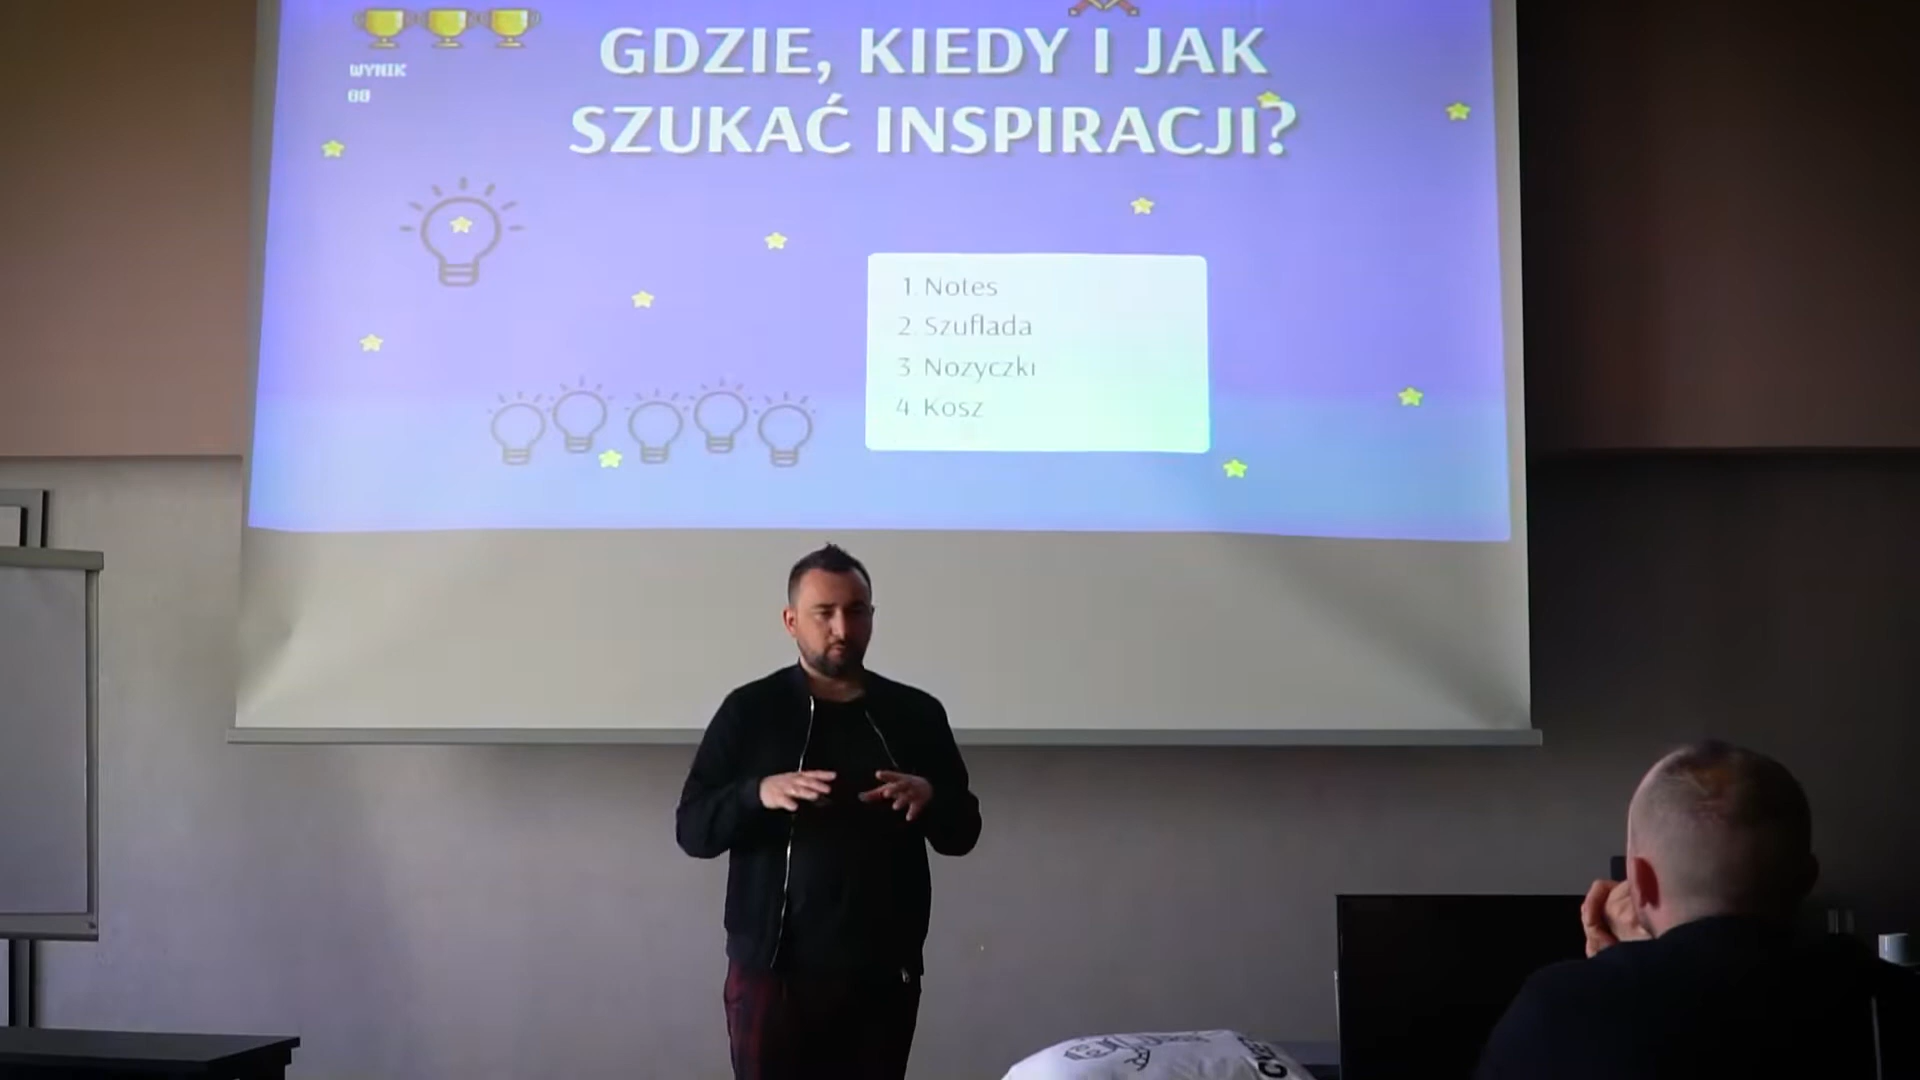 WYNIK
00
GDZIE, KIEDY I JAK
SZUKAĆ INSPIRACJI?
1. Notes
2. Szuflada
3. Nozyczki
4. Kosz